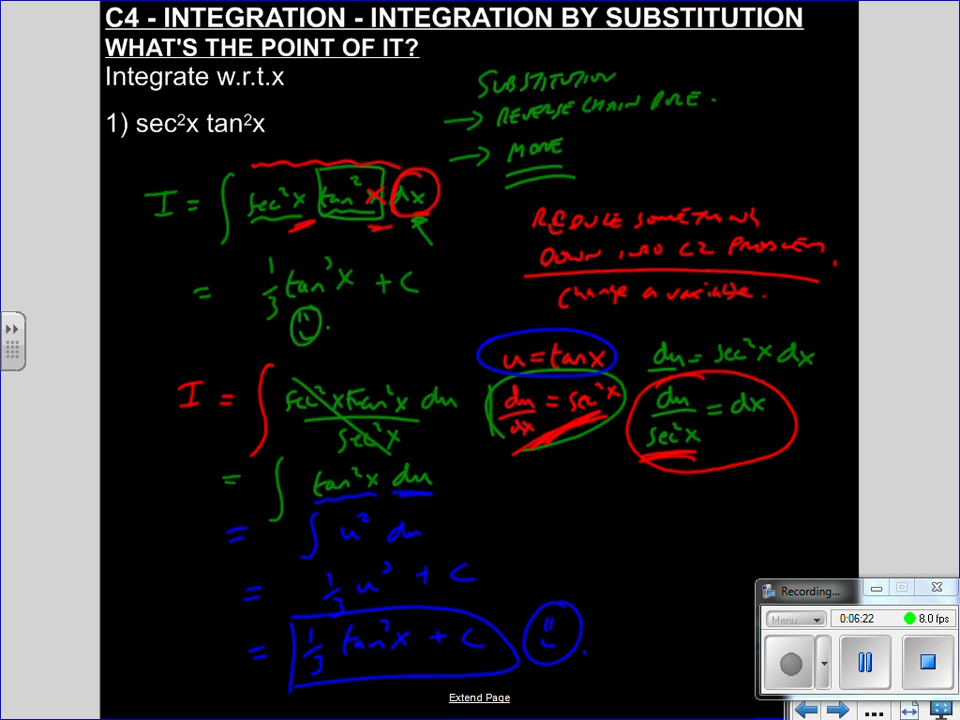 C4 - INTEGRATION - INTEGRATION BY SUBSTITUTION
WHAT'S THE POINT OF IT?
Integrate w.r.t.x
SUBSTITUTION
→ REVERSE CHAIN RULE.
1) sec²x tan²x
→ MORE
I = ∫ sec²x tan²x dx
REDUCE SOMETHING
DOWN INTO C2 PROBLEM.
change a variable.
= 1/3 tan³x + c
u = tanx
du = sec²x dx
I = ∫ sec²x tan²x du / sec²x
du/dx = sec²x
du/sec²x = dx
= ∫ tan²x du
= ∫ u² du
= 1/3 u³ + c
= 1/3 tan³x + c
Recording...
Menu
0:06:22
8.0 fps
Extend Page